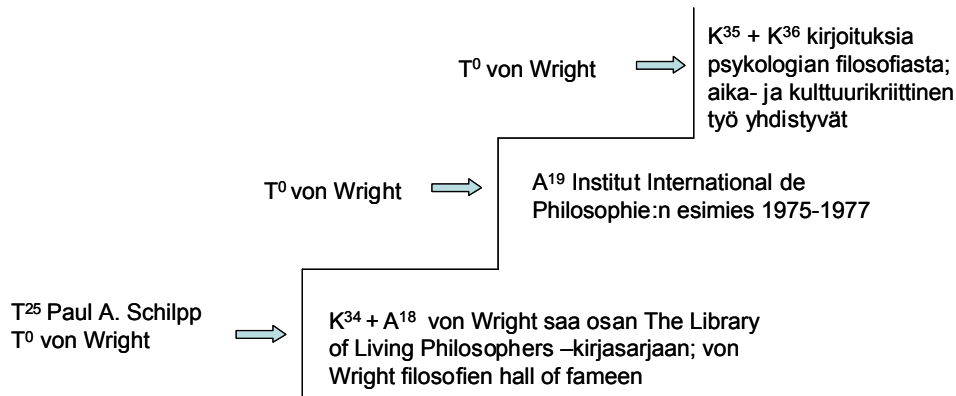 T⁰ von Wright
K³⁵ + K³⁶ kirjoituksia
psykologian filosofiasta;
aika- ja kulttuurikriittinen
työ yhdistyvät
T⁰ von Wright
A¹⁹ Institut International de
Philosophie:n esimies 1975-1977
T²⁵ Paul A. Schilpp
T⁰ von Wright
K³⁴ + A¹⁸ von Wright saa osan The Library
of Living Philosophers –kirjasarjaan; von
Wright filosofien hall of fameen